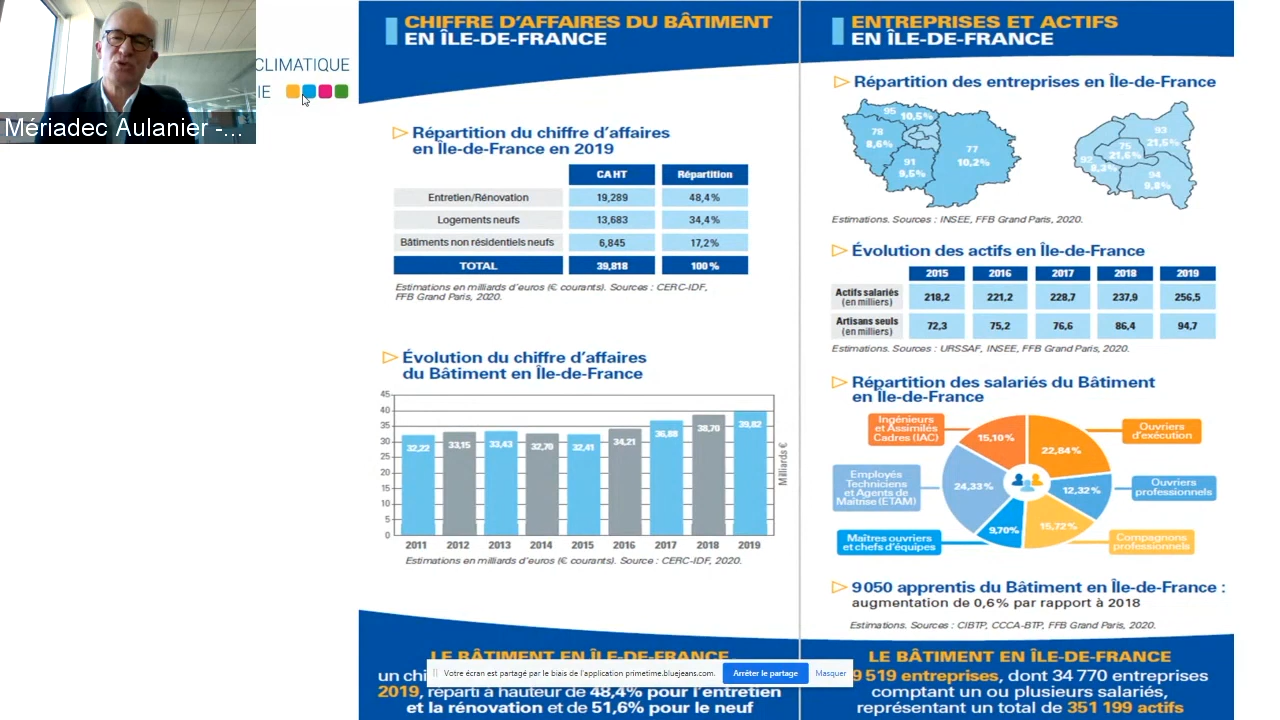 Mériadec Aulanier -...
CLIMATIQUE
IE
CHIFFRE D'AFFAIRES DU BÂTIMENT
EN ÎLE-DE-FRANCE
Répartition du chiffre d'affaires
en Île-de-France en 2019
CA HT Répartition
Entretien/Rénovation 19,289 48,4%
Logements neufs 13,683 34,4%
Bâtiments non résidentiels neufs 6,845 17,2%
TOTAL 39,818 100%
Estimations en milliards d'euros (€ courants). Sources : CERC-IDF,
FFB Grand Paris, 2020.
Évolution du chiffre d'affaires
du Bâtiment en Île-de-France
45
40
35
30
25
20
15
10
5
0
32,22 33,15 33,43 32,70 32,41 34,21 36,88 38,70 39,82
Milliards €
2011 2012 2013 2014 2015 2016 2017 2018 2019
Estimations en milliards d'euros (€ courants). Source : CERC-IDF, 2020.
LE BÂTIMENT EN ÎLE-DE-FRANCE,
un chi
2019, réparti à hauteur de 48,4% pour l'entretien
et la rénovation et de 51,6% pour le neuf
Votre écran est partagé par le biais de l'application primetime.bluejeans.com.
Arrêter le partage
Masquer
ENTREPRISES ET ACTIFS
EN ÎLE-DE-FRANCE
Répartition des entreprises en Île-de-France
95 10,5%
78
8,6%
77
10,2%
91
9,5%
93
21,5%
75
21,6%
92
94
9,8%
Estimations. Sources : INSEE, FFB Grand Paris, 2020.
Évolution des actifs en Île-de-France
2015 2016 2017 2018 2019
Actifs salariés
(en milliers)
218,2 221,2 228,7 237,9 256,5
Artisans seuls
(en milliers)
72,3 75,2 76,6 86,4 94,7
Estimations. Sources : URSSAF, INSEE, FFB Grand Paris, 2020.
Répartition des salariés du Bâtiment
en Île-de-France
Ingénieurs
et Assimilés
Cadres (IAC)
15,10%
Ouvriers
d'exécution
22,84%
Employés
Techniciens
et Agents de
Maîtrise (ETAM)
24,33%
12,32%
Ouvriers
professionnels
Maîtres ouvriers
et chefs d'équipes
9,70%
15,72%
Compagnons
professionnels
9 050 apprentis du Bâtiment en Île-de-France :
augmentation de 0,6% par rapport à 2018
Estimations. Sources : CIBTP, CCCA-BTP, FFB Grand Paris, 2020.
LE BÂTIMENT EN ÎLE-DE-FRANCE
9 519 entreprises, dont 34 770 entreprises
comptant un ou plusieurs salariés,
représentant un total de 351 199 actifs